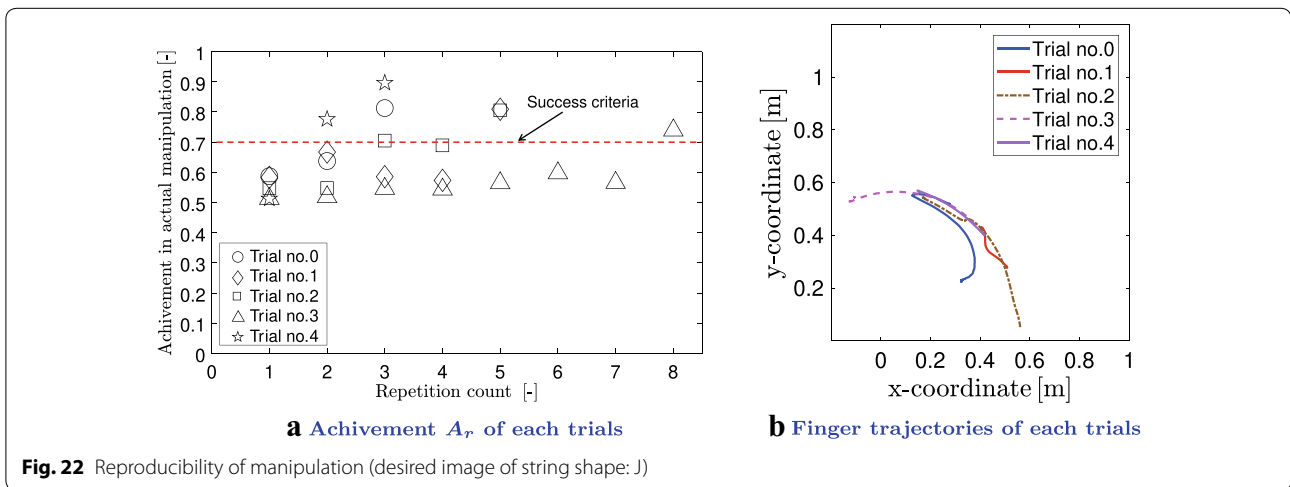 1
0.9
0.8
0.7
0.6
0.5
0.4
0.3
0.2
0.1
0
Achivement in actual manipulation [-]
Success criteria
Trial no.0
Trial no.1
Trial no.2
Trial no.3
Trial no.4
0 1 2 3 4 5 6 7 8
Repetition count [-]
a Achivement Ar of each trials
1
0.8
0.6
0.4
0.2
y-coordinate [m]
Trial no.0
Trial no.1
Trial no.2
Trial no.3
Trial no.4
0 0.2 0.4 0.6 0.8 1
x-coordinate [m]
b Finger trajectories of each trials
Fig. 22 Reproducibility of manipulation (desired image of string shape: J)